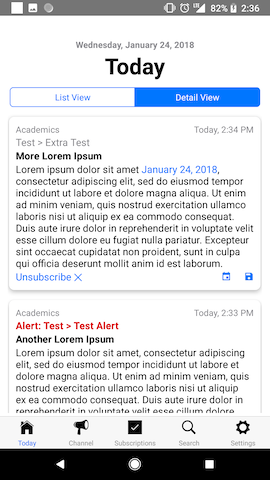 82% 2:36
Wednesday, January 24, 2018
Today
List View Detail View
Academics Today, 2:34 PM
Test > Extra Test
More Lorem Ipsum
Lorem ipsum dolor sit amet January 24, 2018,
consectetur adipiscing elit, sed do eiusmod tempor
incididunt ut labore et dolore magna aliqua. Ut enim
ad minim veniam, quis nostrud exercitation ullamco
laboris nisi ut aliquip ex ea commodo consequat.
Duis aute irure dolor in reprehenderit in voluptate velit
esse cillum dolore eu fugiat nulla pariatur. Excepteur
sint occaecat cupidatat non proident, sunt in culpa
qui officia deserunt mollit anim id est laborum.
Unsubscribe
Academics Today, 2:33 PM
Alert: Test > Test Alert
Another Lorem Ipsum
Lorem ipsum dolor sit amet, consectetur adipiscing
elit, sed do eiusmod tempor incididunt ut labore et
dolore magna aliqua. Ut enim ad minim veniam, quis
nostrud exercitation ullamco laboris nisi ut aliquip ex
ea commodo consequat. Duis aute irure dolor in
reprehenderit in voluptate velit esse cillum dolore eu
Today Channel Subscriptions Search Settings